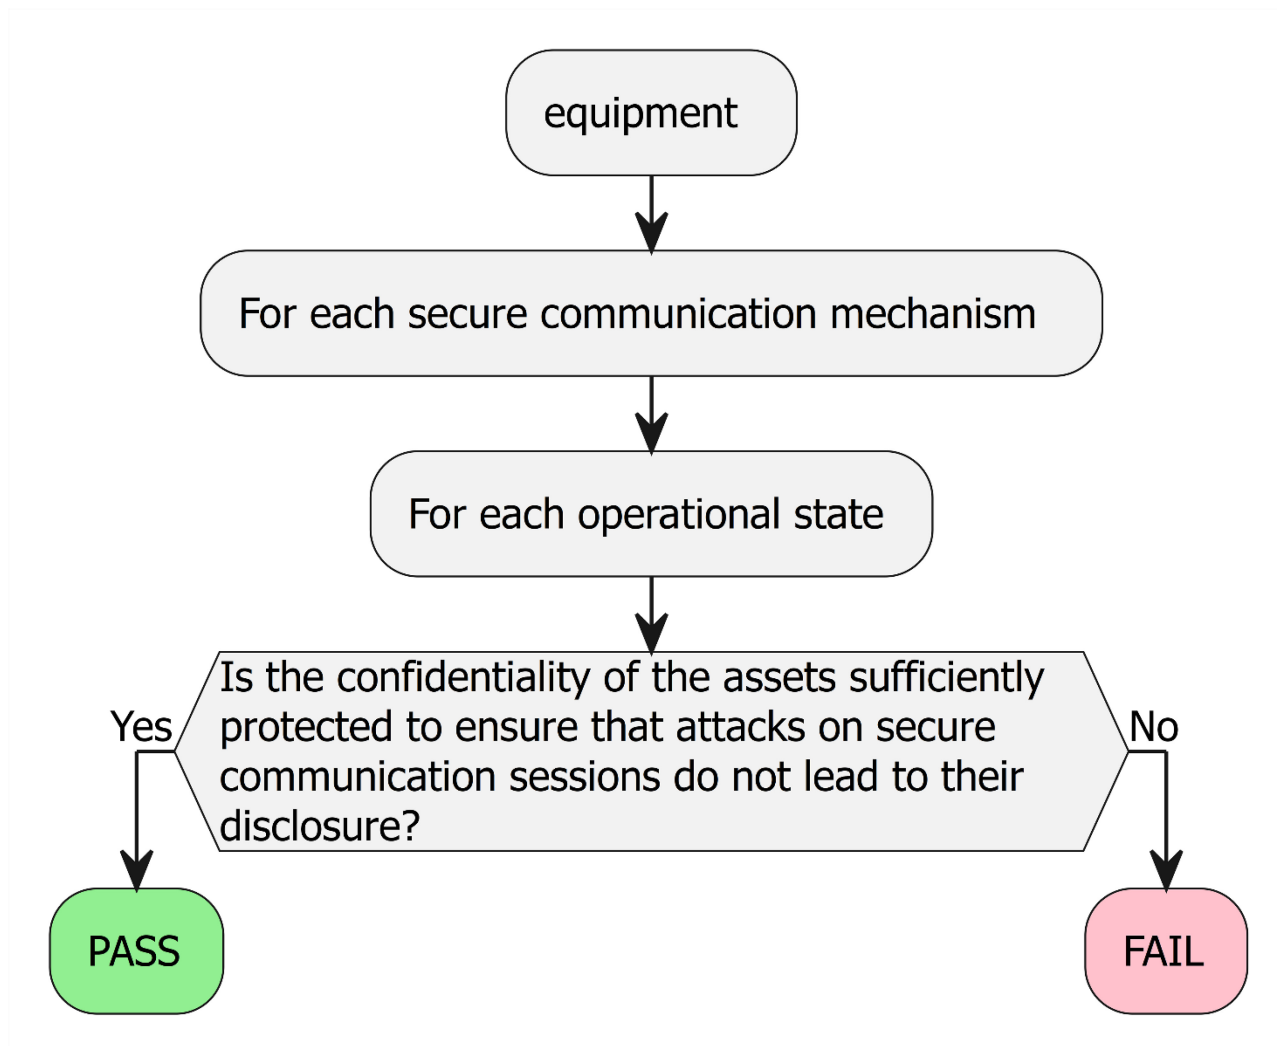 equipment
For each secure communication mechanism
For each operational state
Is the confidentiality of the assets sufficiently
protected to ensure that attacks on secure
communication sessions do not lead to their
disclosure?
Yes
No
PASS
FAIL